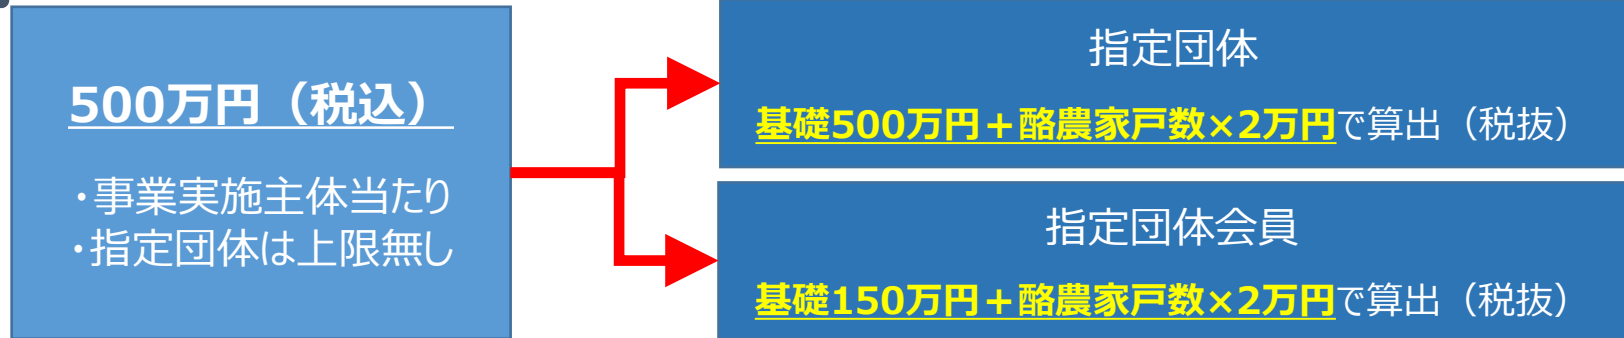 500万円（税込）
・事業実施主体当たり
・指定団体は上限無し
指定団体
基礎500万円＋酪農家戸数×2万円で算出（税抜）
指定団体会員
基礎150万円＋酪農家戸数×2万円で算出（税抜）